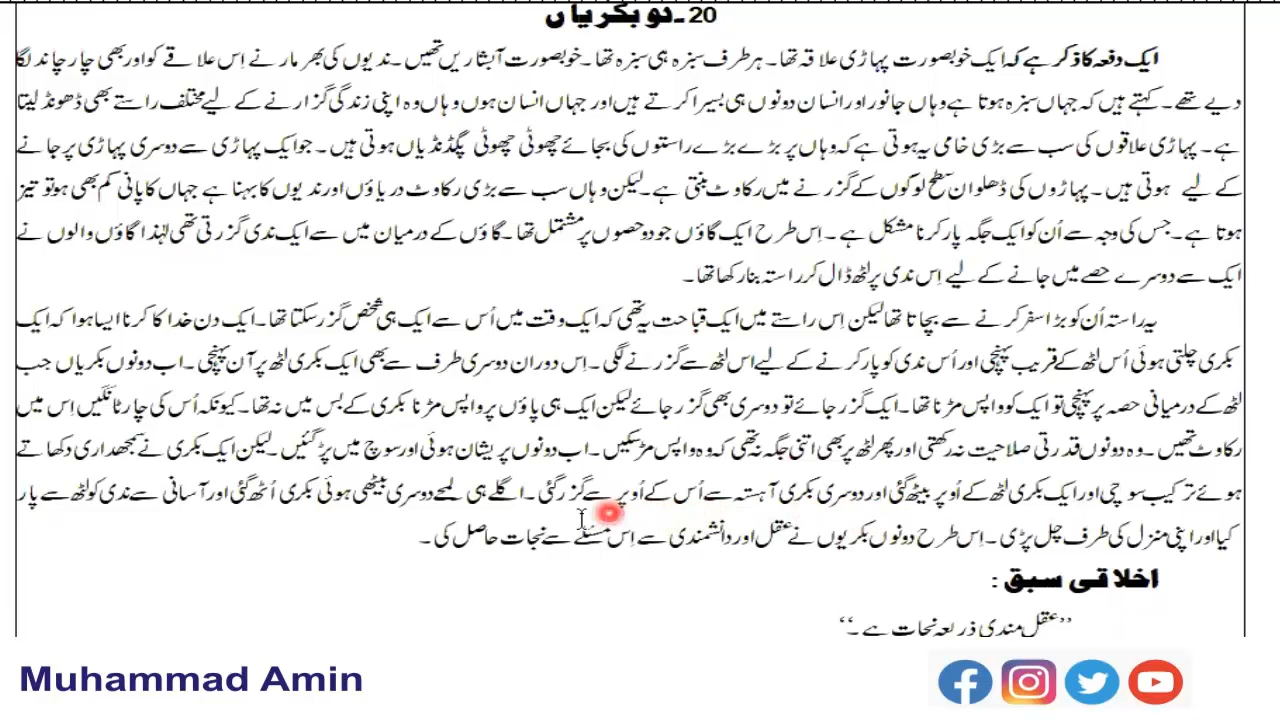 20۔دو بکریاں
ایک دفعہ کا ذکر ہے کہ ایک خوبصورت پہاڑی علاقہ تھا۔ ہر طرف سبزہ ہی سبزہ تھا۔ خوبصورت آبشاریں تھیں۔ ندیوں کی بھر مار نے اِس علاقے کو اور بھی چار چاند لگا
دیے تھے۔ کہتے ہیں کہ جہاں سبزہ ہوتا ہے وہاں جانور اور انسان دونوں ہی بسیرا کرتے ہیں اور جہاں انسان ہوں وہاں وہ اپنی زندگی گزارنے کے لیے مختلف راستے بھی ڈھونڈ لیتا
ہے۔ پہاڑی علاقوں کی سب سے بڑی خامی یہ ہوتی ہے کہ وہاں پر بڑے بڑے راستوں کی بجائے چھوٹی چھوٹی پگڈنڈیاں ہوتی ہیں۔ جو ایک پہاڑی سے دوسری پہاڑی پر جانے
کے لیے ہوتی ہیں۔ پہاڑوں کی ڈھلوان سطح لوگوں کے گزرنے میں رکاوٹ بنتی ہے۔ لیکن وہاں سب سے بڑی رکاوٹ دریاؤں اور ندیوں کا بہنا ہے جہاں کا پانی کم بھی ہو تو تیز
ہوتا ہے۔ جس کی وجہ سے اُن کو ایک جگہ پار کرنا مشکل ہے۔ اِس طرح ایک گاؤں جو دو حصوں پر مشتمل تھا۔ گاؤں کے درمیان میں سے ایک ندی گزرتی تھی لہٰذا گاؤں والوں نے
ایک سے دوسرے حصے میں جانے کے لیے اِس ندی پر لٹھ ڈال کر راستہ بنا رکھا تھا۔
یہ راستہ اُن کو بڑا سفر کرنے سے بچاتا تھا لیکن اِس راستے میں ایک قباحت یہ تھی کہ ایک وقت میں اُس سے ایک ہی شخص گزر سکتا تھا۔ ایک دن خدا کا کرنا ایسا ہوا کہ ایک
بکری چلتی ہوئی اُس لٹھ کے قریب پہنچی اور اُس ندی کو پار کرنے کے لیے اس لٹھ سے گزرنے لگی۔ اِس دوران دوسری طرف سے بھی ایک بکری لٹھ پر آن پہنچی۔ اب دونوں بکریاں جب
لٹھ کے درمیانی حصہ پر پہنچی تو ایک کو واپس مڑنا تھا۔ ایک گزر جائے تو دوسری بھی گزر جائے لیکن ایک ہی پاؤں پر واپس مڑنا بکری کے بس میں نہ تھا۔ کیونکہ اُس کی چار ٹانگیں اِس میں
رکاوٹ تھیں۔ وہ دونوں قدرتی صلاحیت نہ رکھتی اور پھر لٹھ پر بھی اتنی جگہ نہ تھی کہ وہ واپس مڑ سکیں۔ اب دونوں پریشان ہوئی اور سوچ میں پڑ گئیں۔ لیکن ایک بکری نے سمجھداری دکھاتے
ہوئے ترکیب سوچی اور ایک بکری لٹھ کے اُوپر بیٹھ گئی اور دوسری بکری آہستہ سے اُس کے اُوپر سے گزر گئی۔ اگلے ہی لمحے دوسری بیٹھی ہوئی بکری اُٹھ گئی اور آسانی سے ندی کو لٹھ سے پار
کیا اور اپنی منزل کی طرف چل پڑی۔ اِس طرح دونوں بکریوں نے عقل اور دانشمندی سے اِس مسئلے سے نجات حاصل کی۔
اخلاقی سبق:
’’عقل مندی ذریعہ نجات ہے۔‘‘
Muhammad Amin